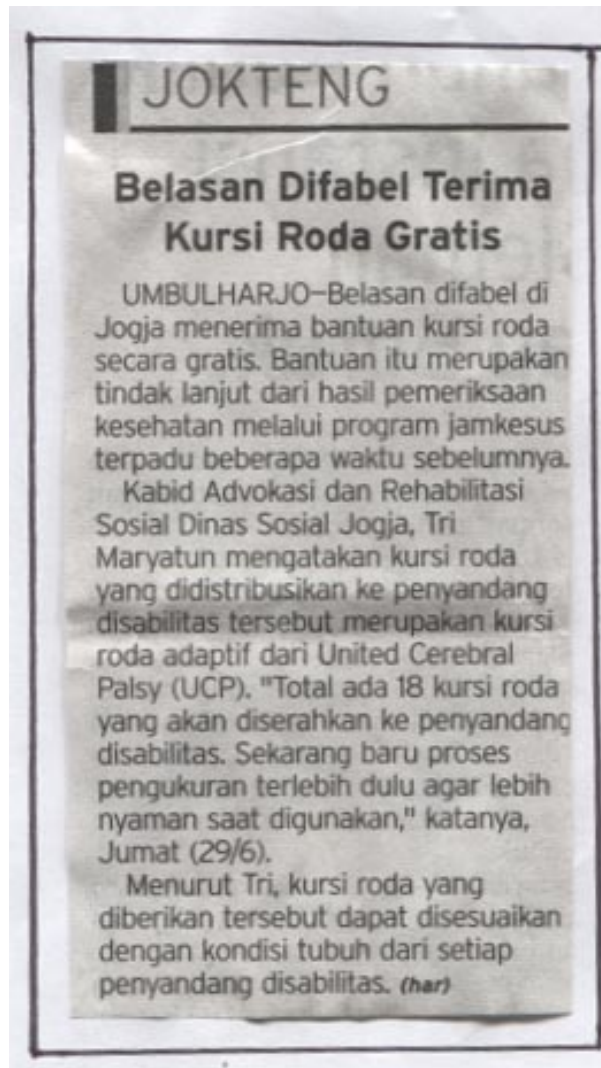 JOKTENG
Belasan Difabel Terima
Kursi Roda Gratis
UMBULHARJO—Belasan difabel di
Jogja menerima bantuan kursi roda
secara gratis. Bantuan itu merupakan
tindak lanjut dari hasil pemeriksaan
kesehatan melalui program jamkesus
terpadu beberapa waktu sebelumnya.
Kabid Advokasi dan Rehabilitasi
Sosial Dinas Sosial Jogja, Tri
Maryatun mengatakan kursi roda
yang didistribusikan ke penyandang
disabilitas tersebut merupakan kursi
roda adaptif dari United Cerebral
Palsy (UCP). "Total ada 18 kursi roda
yang akan diserahkan ke penyandang
disabilitas. Sekarang baru proses
pengukuran terlebih dulu agar lebih
nyaman saat digunakan," katanya,
Jumat (29/6).
Menurut Tri, kursi roda yang
diberikan tersebut dapat disesuaikan
dengan kondisi tubuh dari setiap
penyandang disabilitas. (har)